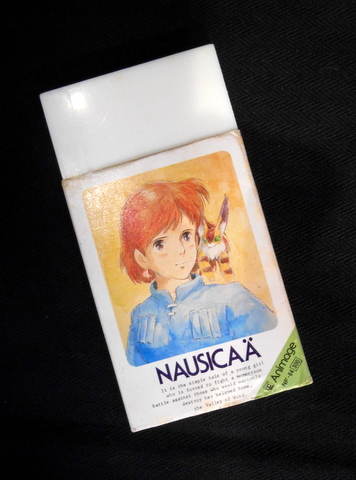 NAUSICAÄ
It is the simple tale of a young girl
who is forced to fight a momentous
battle against those who would
destroy her beloved home,
the Valley of Wind.
Animage